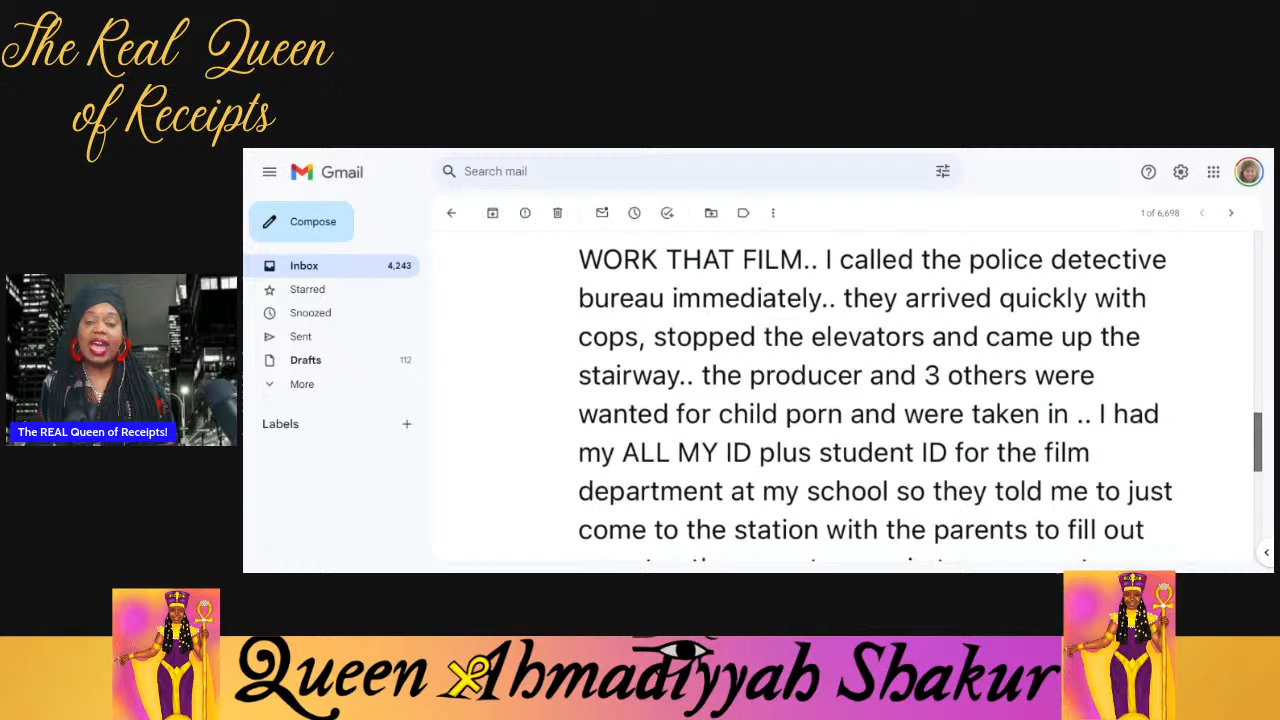 The Real Queen
of Receipts
Gmail
Search mail
Compose
1 of 6,698
Inbox 4,243
Starred
Snoozed
Sent
Drafts 112
More
Labels
WORK THAT FILM.. I called the police detective
bureau immediately.. they arrived quickly with
cops, stopped the elevators and came up the
stairway.. the producer and 3 others were
wanted for child porn and were taken in .. I had
my ALL MY ID plus student ID for the film
department at my school so they told me to just
come to the station with the parents to fill out
The REAL Queen of Receipts!
Queen Ahmadiyyah Shakur